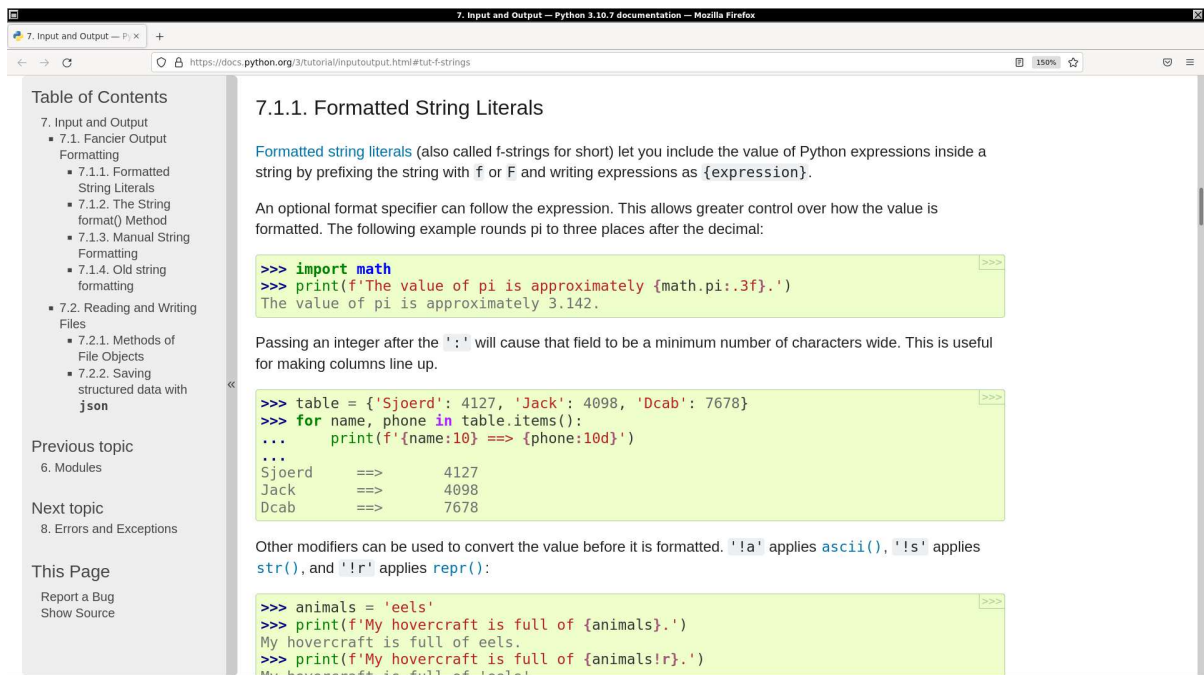 7. Input and Output — Python 3.10.7 documentation — Mozilla Firefox
7. Input and Output — Py
https://docs.python.org/3/tutorial/inputoutput.html#tut-f-strings
150%
Table of Contents
7. Input and Output
7.1. Fancier Output
Formatting
7.1.1. Formatted
String Literals
7.1.2. The String
format() Method
7.1.3. Manual String
Formatting
7.1.4. Old string
formatting
7.2. Reading and Writing
Files
7.2.1. Methods of
File Objects
7.2.2. Saving
structured data with
json
Previous topic
6. Modules
Next topic
8. Errors and Exceptions
This Page
Report a Bug
Show Source
«
7.1.1. Formatted String Literals
Formatted string literals (also called f-strings for short) let you include the value of Python expressions inside a
string by prefixing the string with f or F and writing expressions as {expression}.
An optional format specifier can follow the expression. This allows greater control over how the value is
formatted. The following example rounds pi to three places after the decimal:
>>>
>>> import math
>>> print(f'The value of pi is approximately {math.pi:.3f}.')
The value of pi is approximately 3.142.
Passing an integer after the ':' will cause that field to be a minimum number of characters wide. This is useful
for making columns line up.
>>>
>>> table = {'Sjoerd': 4127, 'Jack': 4098, 'Dcab': 7678}
>>> for name, phone in table.items():
...     print(f'{name:10} ==> {phone:10d}')
...
Sjoerd     ==>       4127
Jack       ==>       4098
Dcab       ==>       7678
Other modifiers can be used to convert the value before it is formatted. '!a' applies ascii(), '!s' applies
str(), and '!r' applies repr():
>>>
>>> animals = 'eels'
>>> print(f'My hovercraft is full of {animals}.')
My hovercraft is full of eels.
>>> print(f'My hovercraft is full of {animals!r}.')
My hovercraft is full of 'eels'